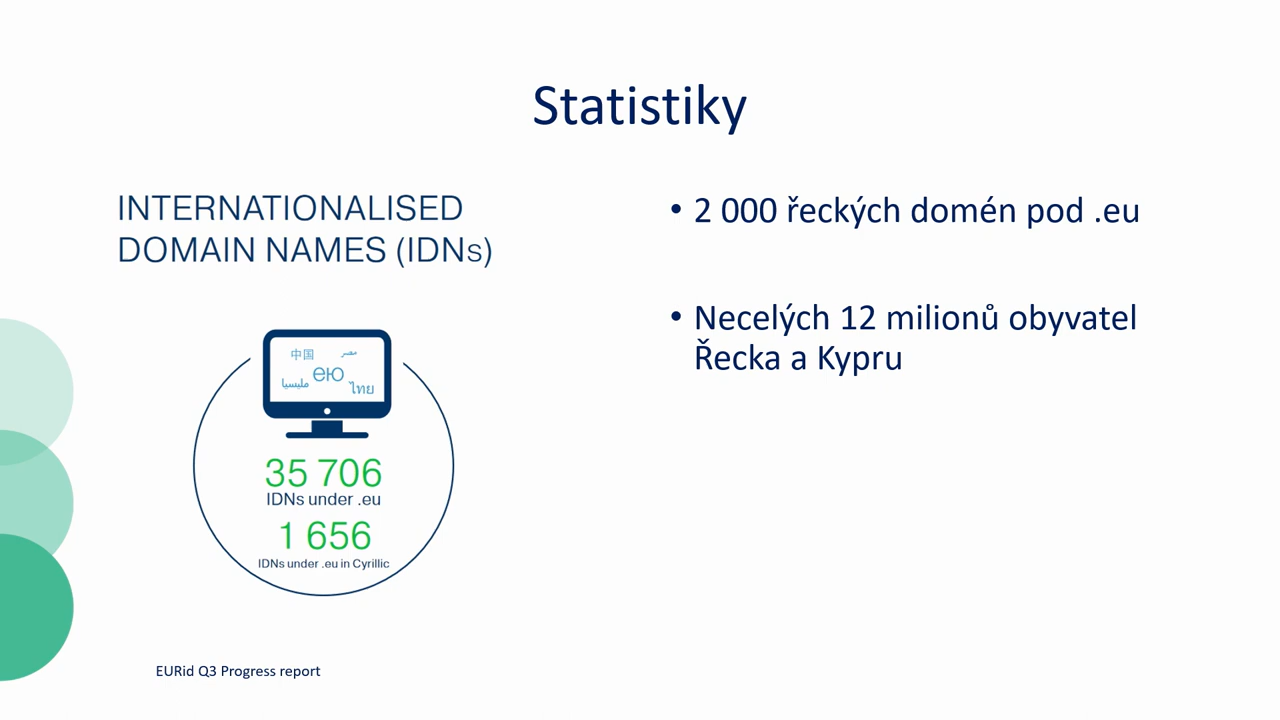 Statistiky
INTERNATIONALISED
DOMAIN NAMES (IDNs)
中国
مصر
ею
مليسيا
ไทย
35 706
IDNs under .eu
1 656
IDNs under .eu in Cyrillic
• 2 000 řeckých domén pod .eu
• Necelých 12 milionů obyvatel
Řecka a Kypru
EURid Q3 Progress report